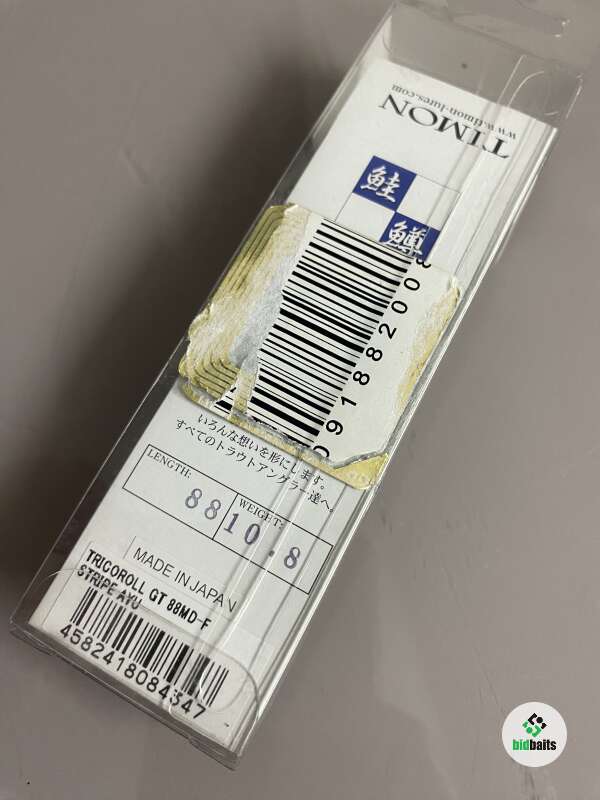 TIMON
www.timon-lures.com
鮭
鱒
0918820008
いろんな想いを形にします。
すべてのトラウトアングラー達へ。
LENGTH:
88
WEIGHT:
10.8
MADE IN JAPAN
TRICOROLL GT 88MD-F
STRIPE AYU
4582418084347
bidbaits